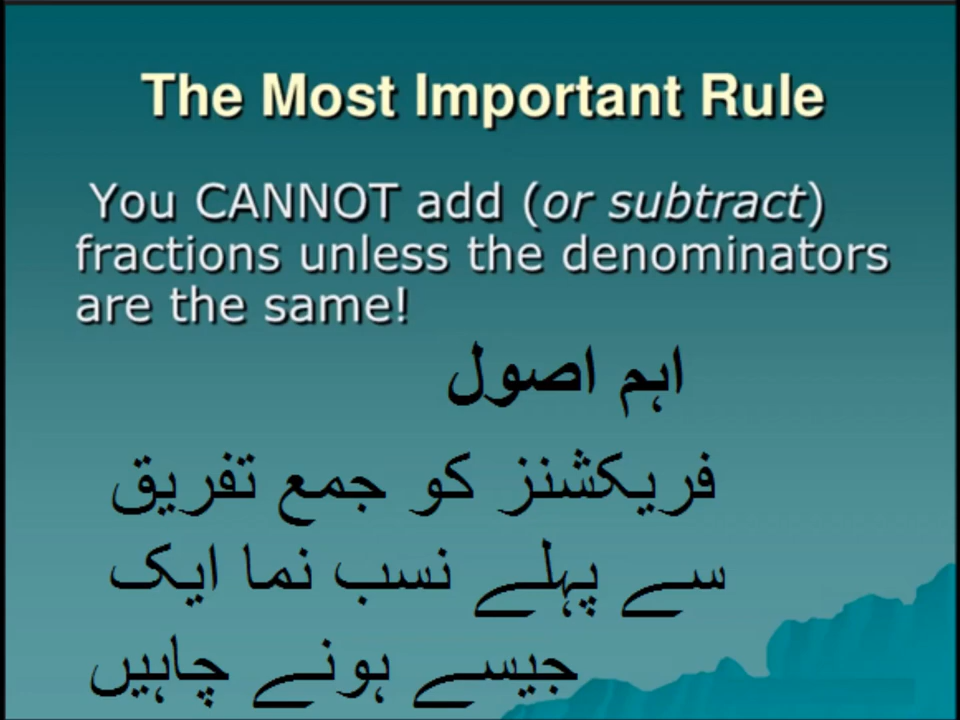 The Most Important Rule
You CANNOT add (or subtract)
fractions unless the denominators
are the same!
اہم اصول
فریکشنز کو جمع تفریق
سے پہلے نسب نما ایک
جیسے ہونے چاہیں